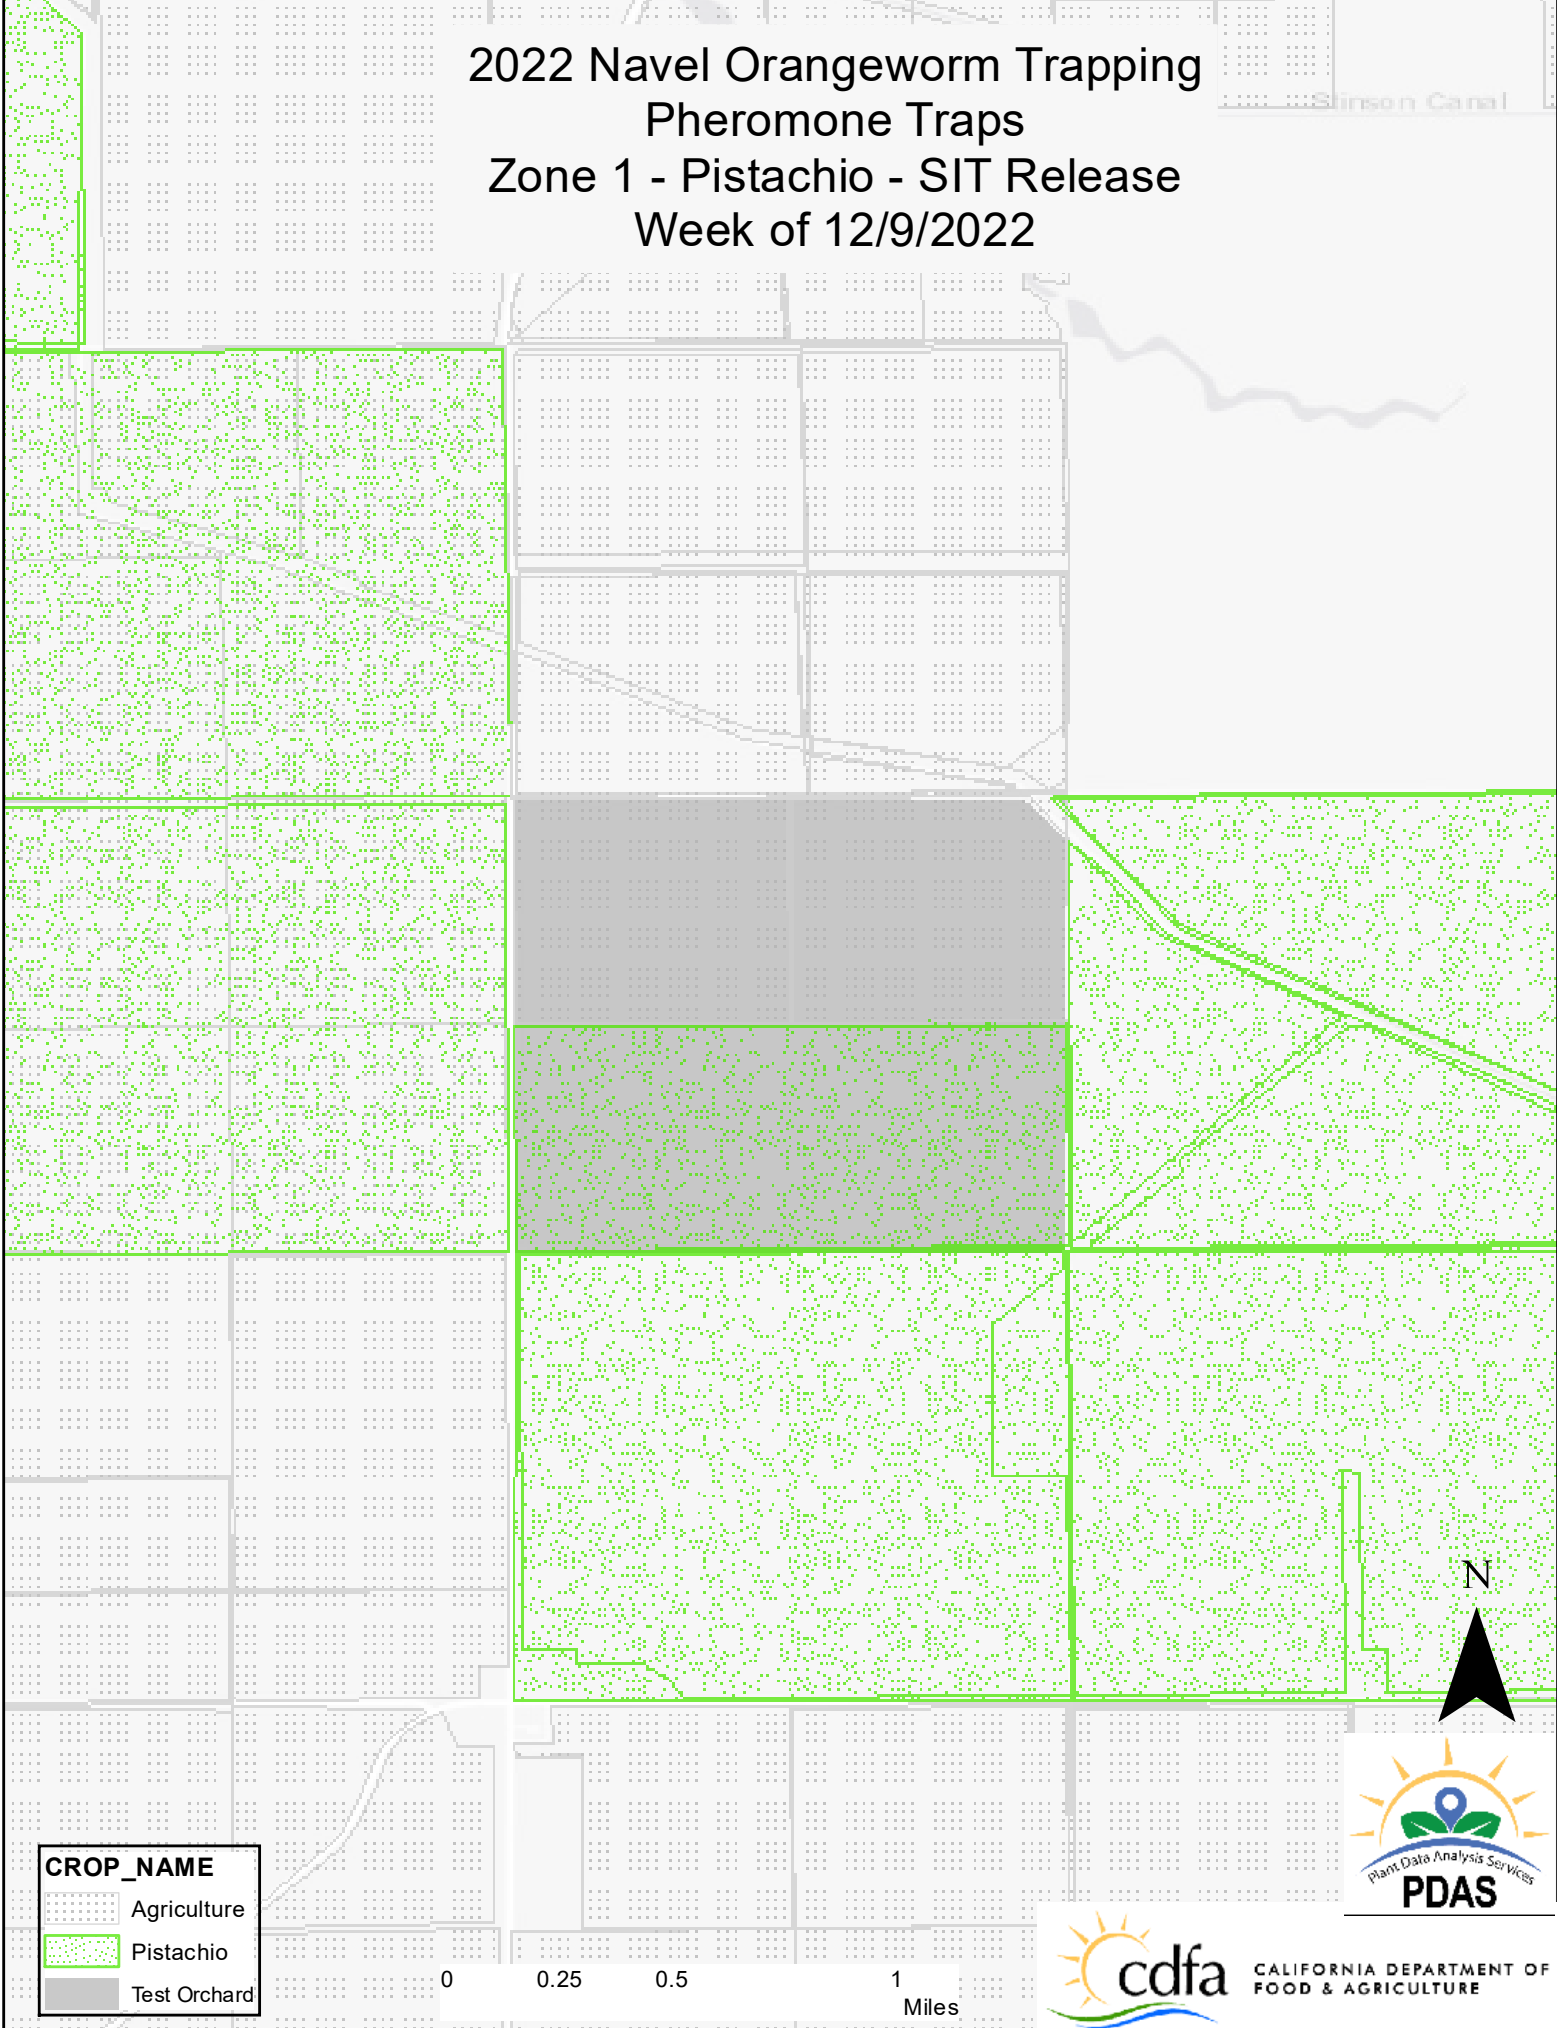 2022 Navel Orangeworm Trapping
Pheromone Traps
Zone 1 - Pistachio - SIT Release
Week of 12/9/2022
Stinson Canal
N
Plant Data Analysis Services
PDAS
CROP_NAME
Agriculture
Pistachio
Test Orchard
0 0.25 0.5 1
Miles
cdfa
CALIFORNIA DEPARTMENT OF
FOOD & AGRICULTURE